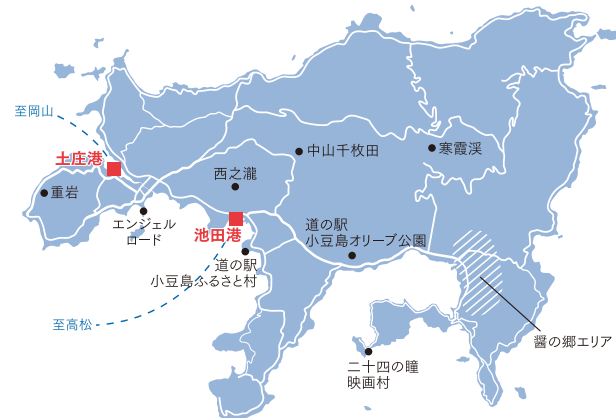 至岡山
土庄港
重岩
エンジェル
ロード
西之瀧
池田港
道の駅
小豆島ふるさと村
至高松
中山千枚田
寒霞渓
道の駅
小豆島オリーブ公園
二十四の瞳
映画村
醤の郷エリア